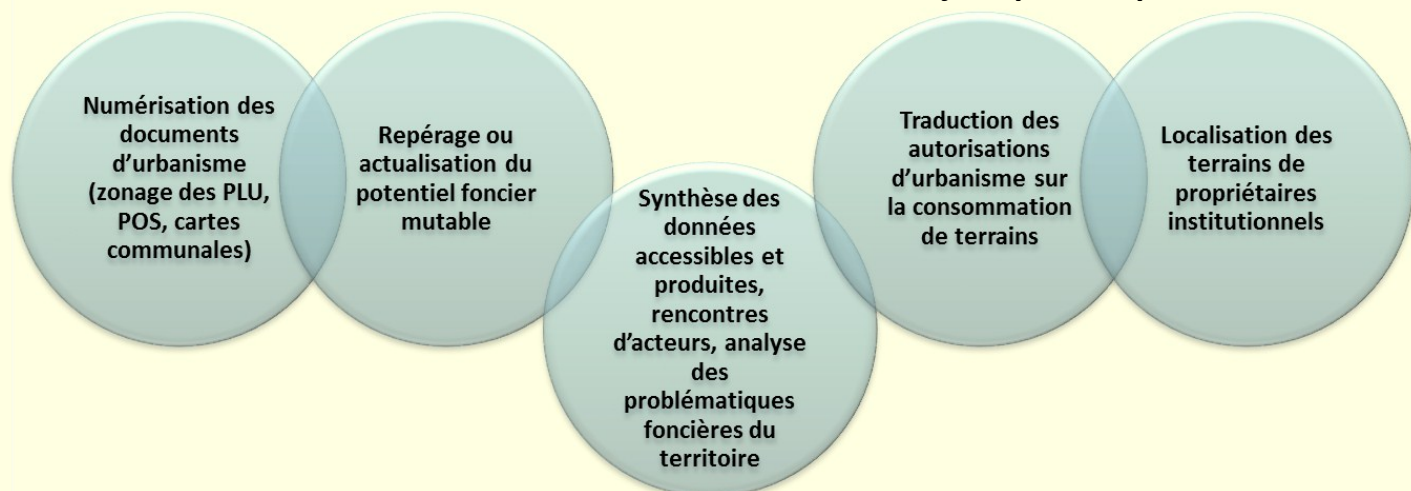 Numérisation des
documents
d'urbanisme
(zonage des PLU,
POS, cartes
communales)
Repérage ou
actualisation du
potentiel foncier
mutable
Synthèse des
données
accessibles et
produites,
rencontres
d'acteurs, analyse
des
problématiques
foncières du
territoire
Traduction des
autorisations
d'urbanisme sur
la consommation
de terrains
Localisation des
terrains de
propriétaires
institutionnels